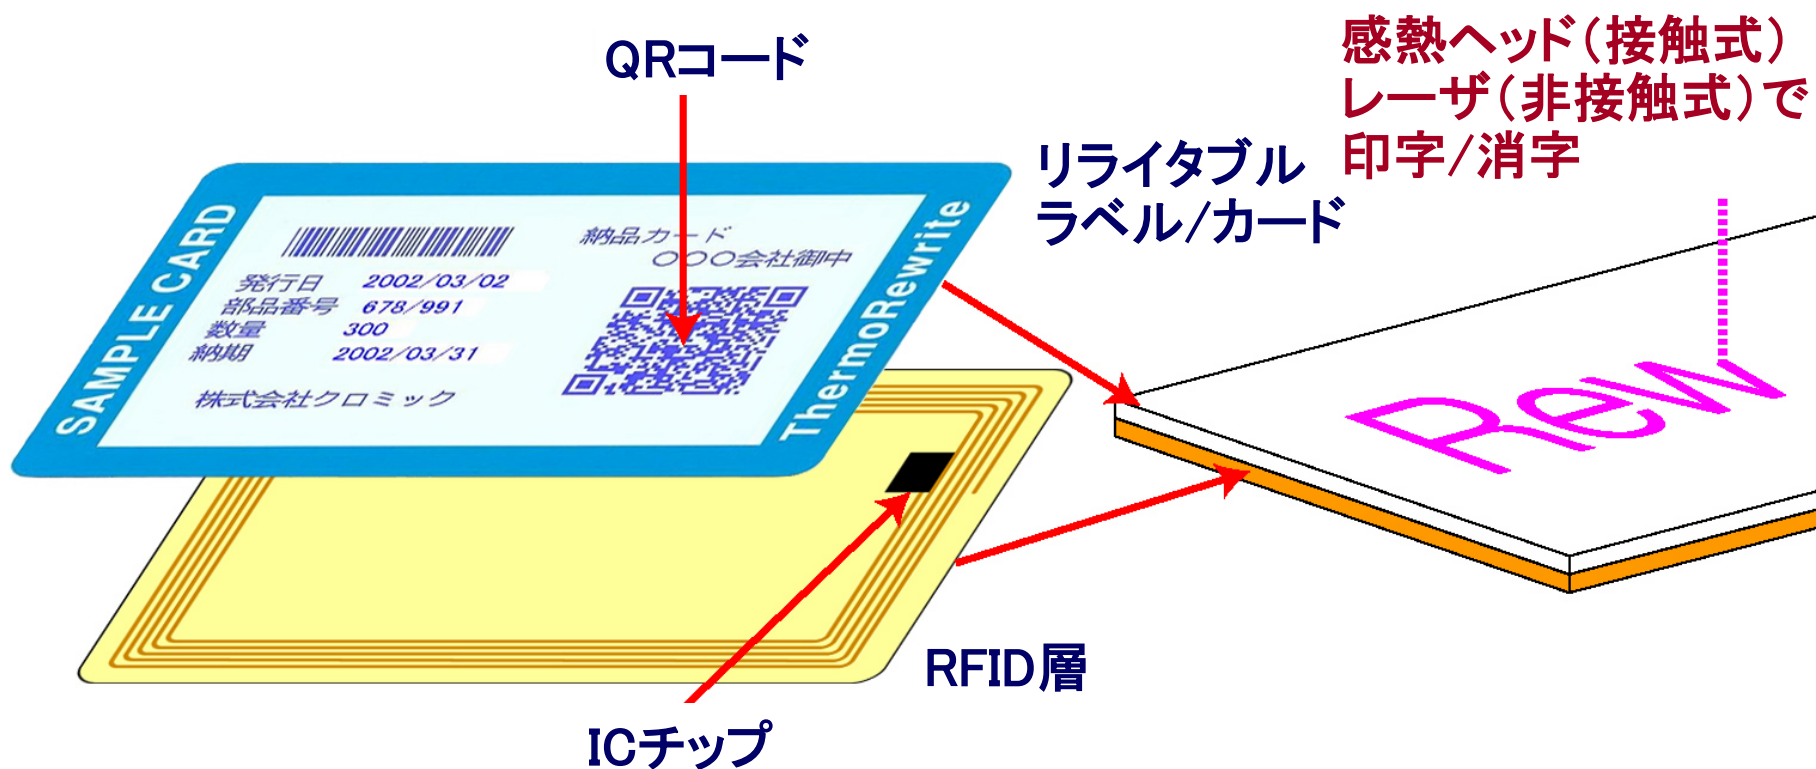 QRコード
感熱ヘッド（接触式）
レーザ（非接触式）で
印字/消字
リライタブル
ラベル/カード
SAMPLE CARD
ThermoRewrite
納品カード
○○○会社御中
発行日 2002/03/02
部品番号 678/991
数量 300
納期 2002/03/31
株式会社クロミック
Rew
RFID層
ICチップ